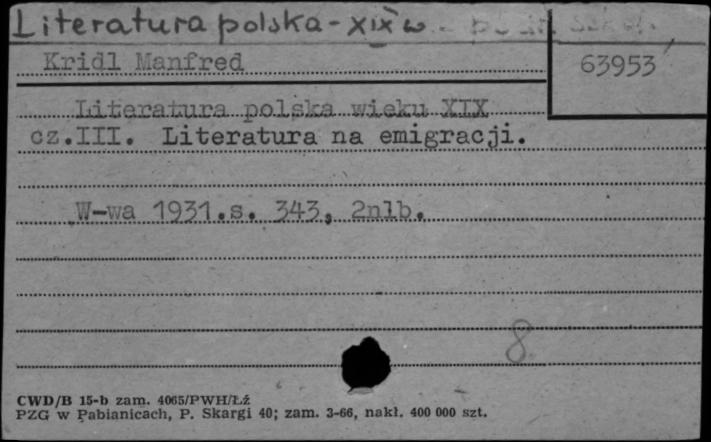 Literatura polska - XIX w
Kridl Manfred
63953
Literatura polska wieku XIX
cz.III. Literatura na emigracji.
W-wa 1931.s. 343, 2nlb.
8
CWD/B 15-b zam. 4065/PWH/Łź
PZG w Pabianicach, P. Skargi 40; zam. 3-66, nakł. 400 000 szt.